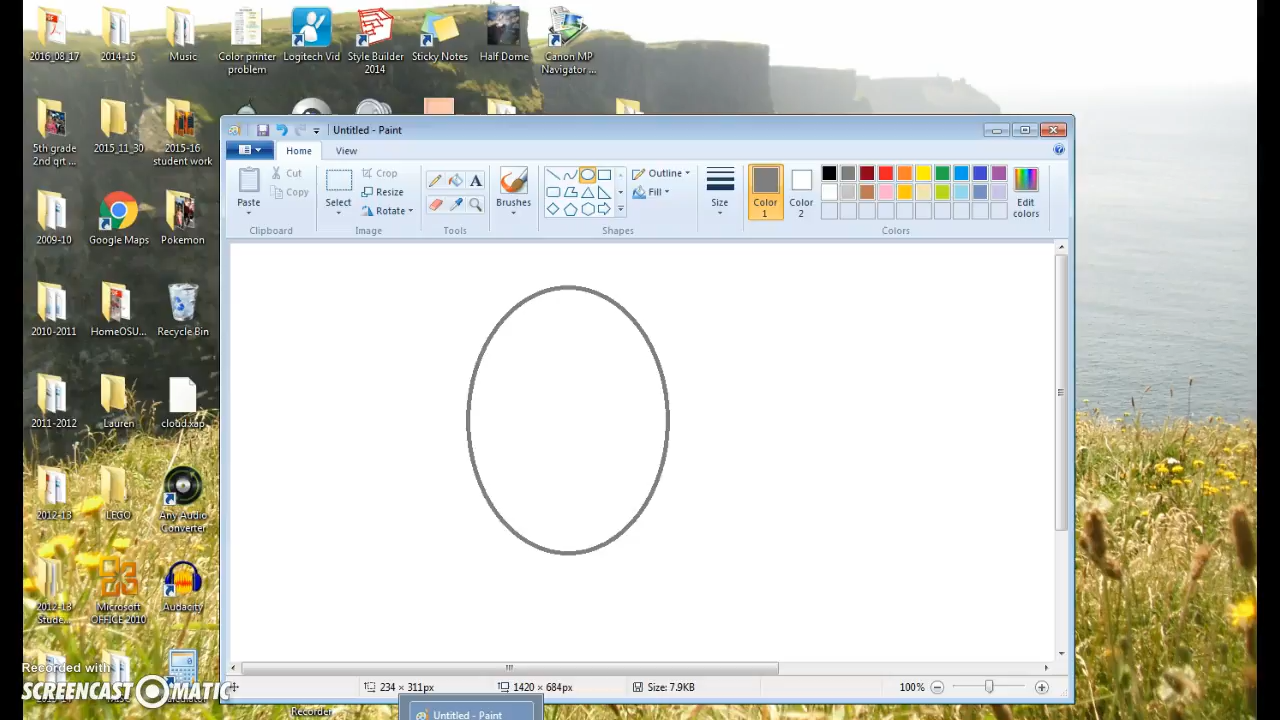 2016_08_17
2014-15
Music
Color printer
problem
Logitech Vid
Style Builder
2014
Sticky Notes
Half Dome
Canon MP
Navigator ...
5th grade
2nd qrt ...
2015_11_30
2015-16
student work
2009-10
Google Maps
Pokemon
2010-2011
HomeOSU...
Recycle Bin
2011-2012
Lauren
cloud.xap
2012-13
LEGO
Any Audio
Converter
2012-13
Stude...
Microsoft
OFFICE 2010
Audacity
Untitled - Paint
Home
View
Paste
Cut
Copy
Clipboard
Select
Crop
Resize
Rotate
Image
A
Tools
Brushes
Outline
Fill
Shapes
Size
Color
1
Color
2
Edit
colors
Colors
234 × 311px
1420 × 684px
Size: 7.9KB
100%
Untitled - Paint
Recorded with
SCREENCAST MATIC
Recorder